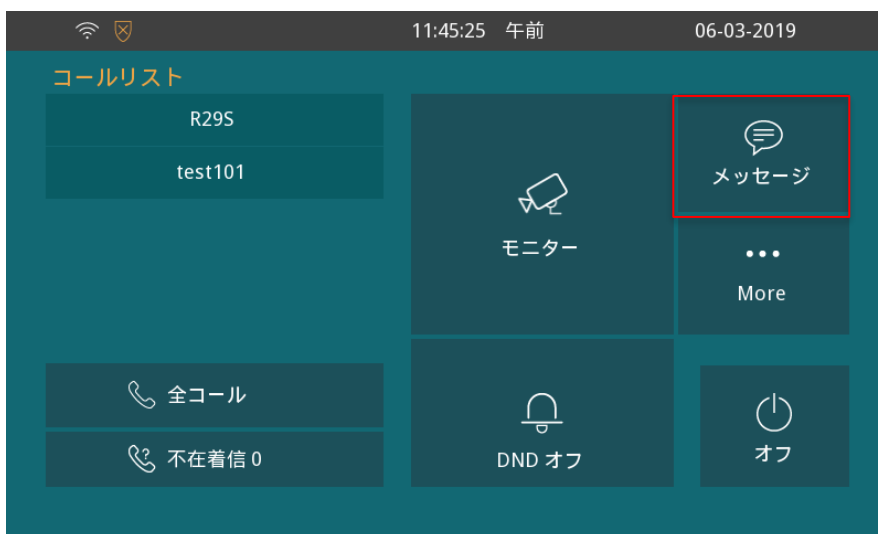 11:45:25 午前 06-03-2019
コールリスト
R29S
test101
モニター
メッセージ
More
全コール
不在着信 0
DND オフ
オフ